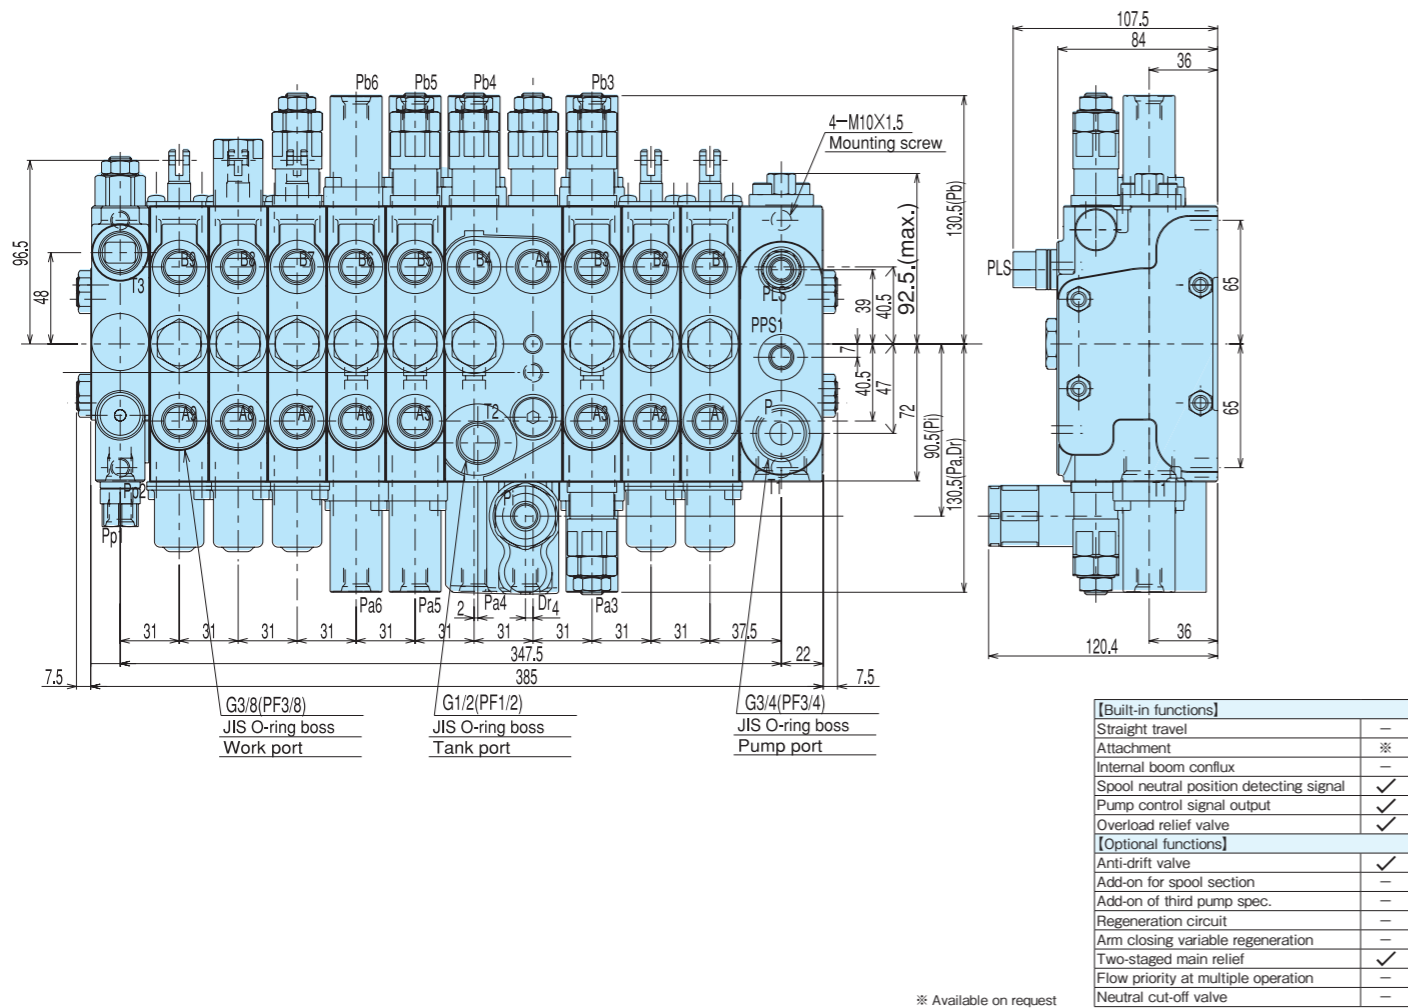 107.5
84
36
Pb6
Pb5
Pb4
Pb3
4-M10X1.5
Mounting screw
96.5
48
T3
B9
B8
B7
B6
B5
B4
A4
B3
B2
B1
PLS
PPS1
39
40.5
92.5.(max.)
130.5(Pb)
7
40.5
47
72
90.5(Pi)
130.5(Pa,Dr)
PLS
65
65
A9
A8
A7
A6
A5
T2
A3
A2
A1
P
Pp2
Pp1
Pi
T1
Pa6
Pa5
2
Pa4
Dr
4
Pa3
31
31
31
31
31
31
31
31
31
31
37.5
347.5
22
7.5
385
7.5
36
120.4
G3/8(PF3/8)
JIS O-ring boss
Work port
G1/2(PF1/2)
JIS O-ring boss
Tank port
G3/4(PF3/4)
JIS O-ring boss
Pump port
【Built-in functions】
Straight travel －
Attachment ※
Internal boom conflux －
Spool neutral position detecting signal ✓
Pump control signal output ✓
Overload relief valve ✓
【Optional functions】
Anti-drift valve ✓
Add-on for spool section －
Add-on of third pump spec. －
Regeneration circuit －
Arm closing variable regeneration －
Two-staged main relief ✓
Flow priority at multiple operation －
Neutral cut-off valve －
※ Available on request